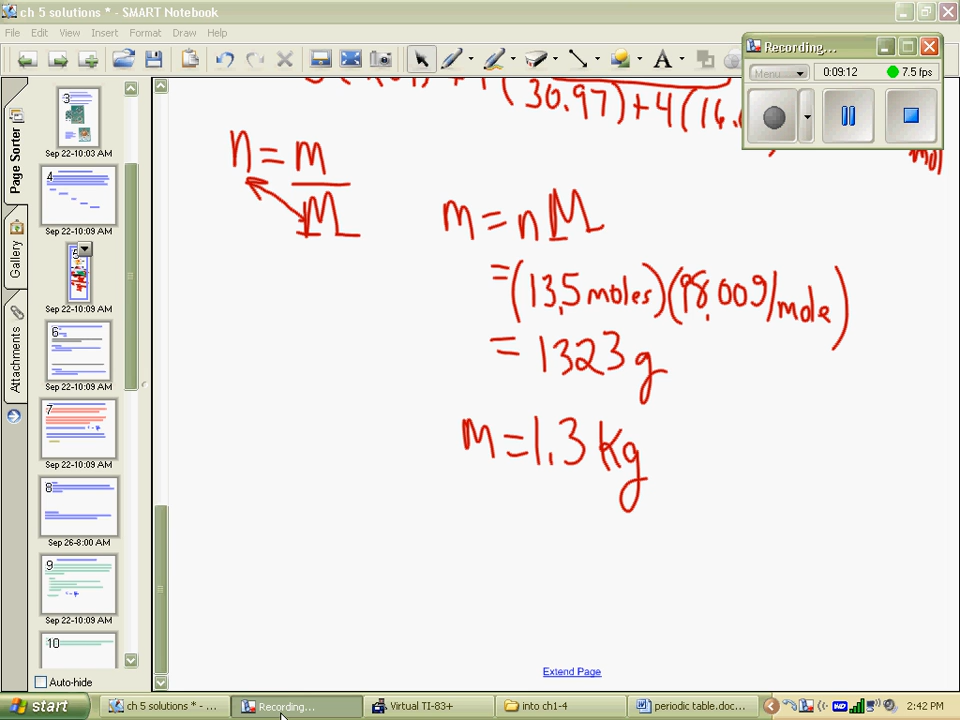 ch 5 solutions * - SMART Notebook
File Edit View Insert Format Draw Help
Recording...
Menu 0:09:12 7.5 fps
Page Sorter
Gallery
Attachments
3
Sep 22-10:03 AM
4
Sep 22-10:09 AM
5
Sep 22-10:09 AM
6
Sep 22-10:09 AM
7
Sep 22-10:09 AM
8
Sep 26-8:00 AM
9
Sep 22-10:09 AM
10
Auto-hide
30.97)+4(16.
mol
n = m
M
m = n M
= (13.5 moles)(98.00g/mole)
= 1323 g
m = 1.3 Kg
Extend Page
start ch 5 solutions * - ... Recording... Virtual TI-83+ into ch1-4 periodic table.doc... 2:42 PM